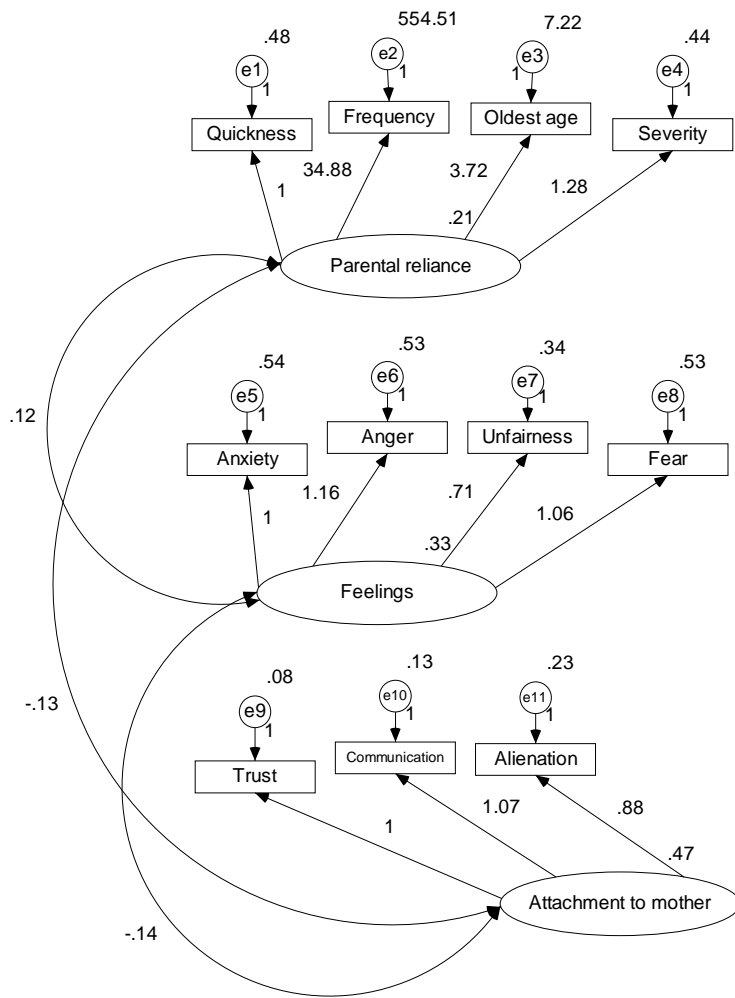 .48
554.51
7.22
.44
e1
e2
e3
e4
1
1
1
1
Quickness
Frequency
Oldest age
Severity
1
34.88
3.72
1.28
.21
Parental reliance
.12
.54
.53
.34
.53
e5
e6
e7
e8
1
1
1
1
Anxiety
Anger
Unfairness
Fear
1
1.16
.71
1.06
.33
Feelings
-.13
.08
.13
.23
e9
e10
e11
1
1
1
Trust
Communication
Alienation
1
1.07
.88
.47
Attachment to mother
-.14